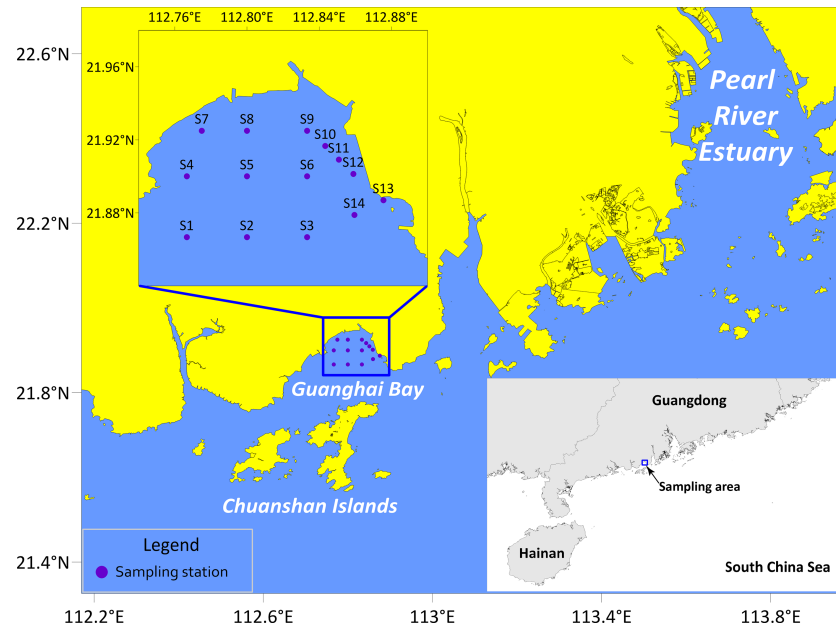 112.76°E 112.80°E 112.84°E 112.88°E
22.6°N
21.96°N
Pearl
River
Estuary
S7 S8 S9
21.92°N
S10
S11
S12
S4 S5 S6
S13
22.2°N
21.88°N
S14
S1 S2 S3
21.8°N
Guanghai Bay
Guangdong
Sampling area
Chuanshan Islands
Legend
Sampling station
Hainan
South China Sea
21.4°N
112.2°E 112.6°E 113°E 113.4°E 113.8°E